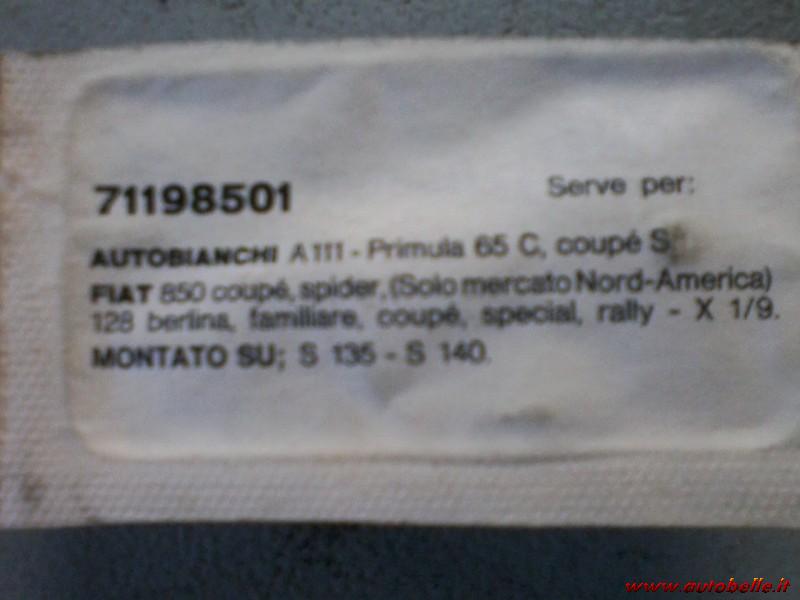 71198501 Serve per:
AUTOBIANCHI A111 - Primula 65 C, coupé S.
FIAT 850 coupé, spider, (Solo mercato Nord-America)
128 berlina, familiare, coupé, special, rally - X 1/9.
MONTATO SU; S 135 - S 140.
www.autobelle.it